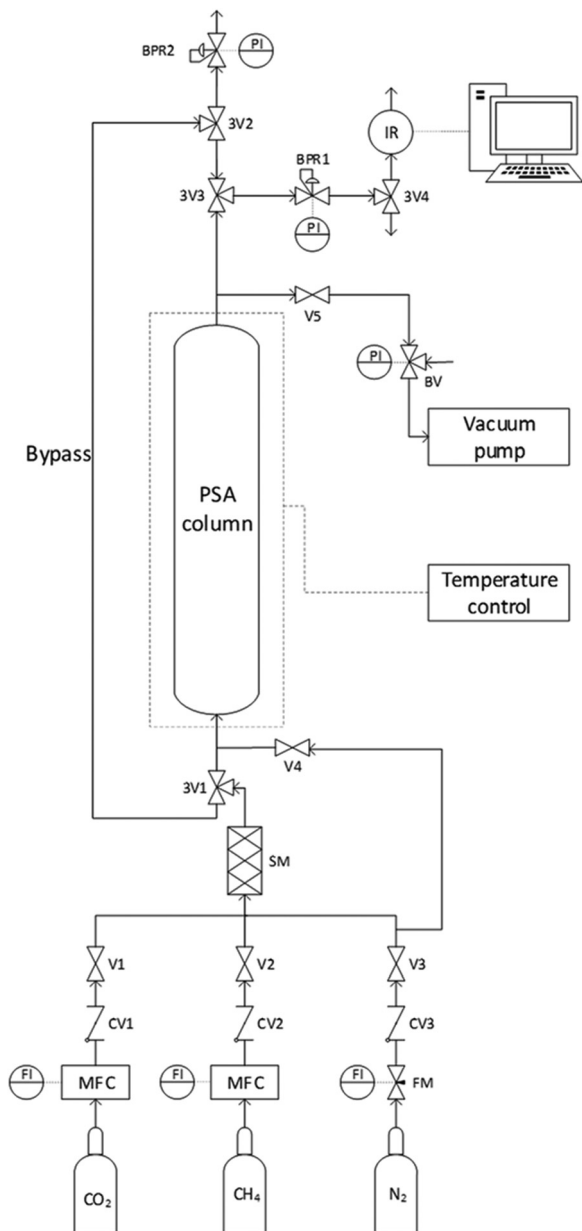 BPR2
PI
3V2
IR
BPR1
3V3
3V4
PI
V5
PI
BV
Vacuum
pump
Bypass
PSA
column
Temperature
control
V4
3V1
SM
V1
V2
V3
CV1
CV2
CV3
FI
MFC
FI
MFC
FI
FM
CO₂
CH₄
N₂